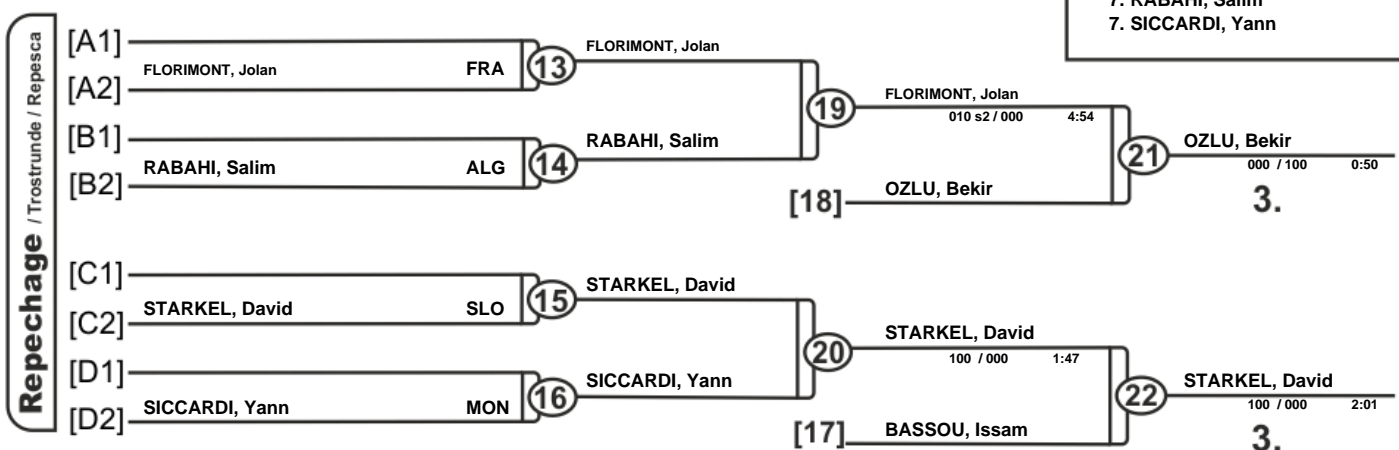 7. RABAHI, Salim
7. SICCARDI, Yann
Repechage / Trostrunde / Repesca
[A1]
FLORIMONT, Jolan FRA
[A2]
13
FLORIMONT, Jolan
[B1]
RABAHI, Salim ALG
[B2]
14
RABAHI, Salim
19
FLORIMONT, Jolan
010 s2 / 000 4:54
[18]
OZLU, Bekir
21
OZLU, Bekir
000 / 100 0:50
3.
[C1]
STARKEL, David SLO
[C2]
15
STARKEL, David
[D1]
SICCARDI, Yann MON
[D2]
16
SICCARDI, Yann
20
STARKEL, David
100 / 000 1:47
[17]
BASSOU, Issam
22
STARKEL, David
100 / 000 2:01
3.